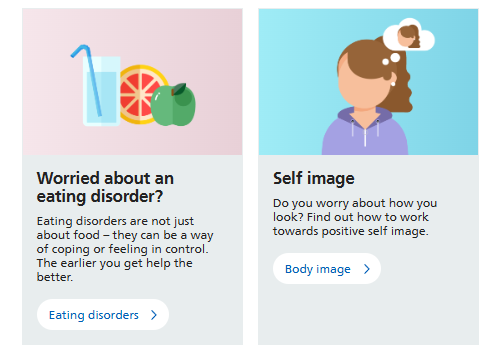 Worried about an
eating disorder?
Eating disorders are not just
about food – they can be a way
of coping or feeling in control.
The earlier you get help the
better.
Eating disorders
Self image
Do you worry about how you
look? Find out how to work
towards positive self image.
Body image